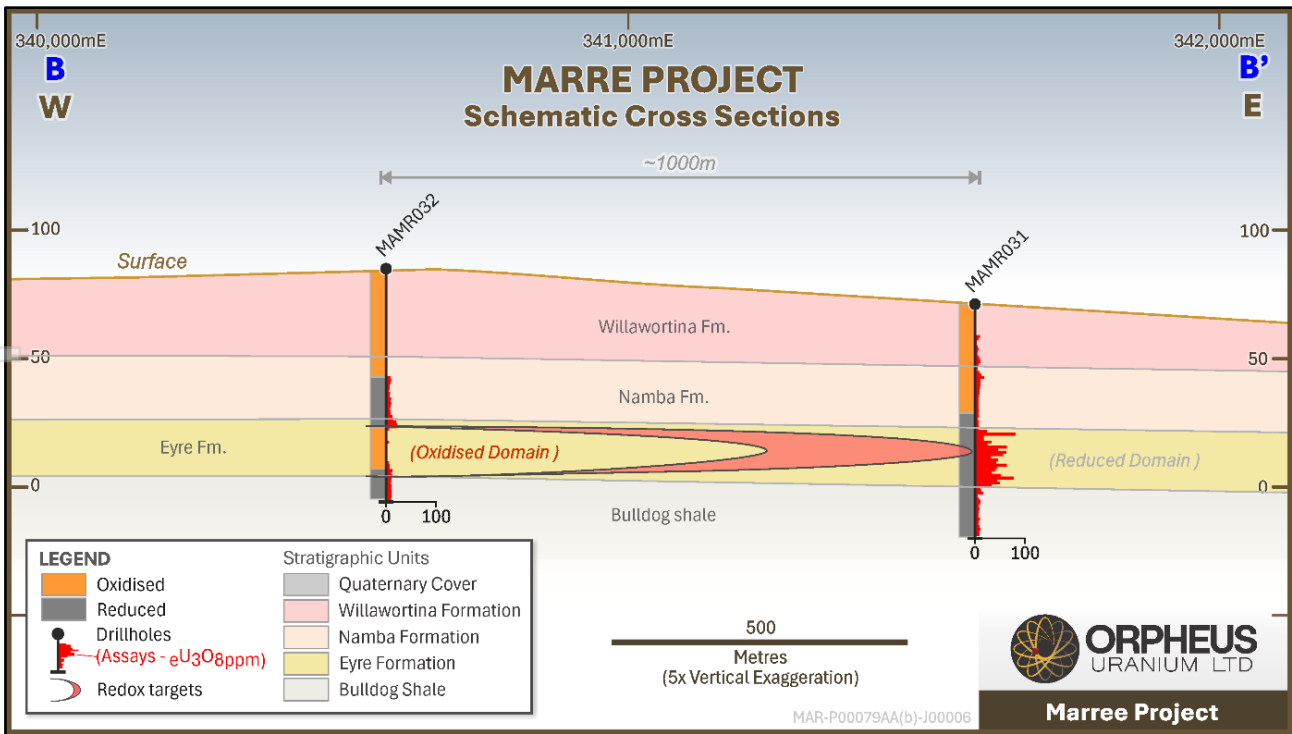 340,000mE
341,000mE
342,000mE
B
W
B’
E
MARRE PROJECT
Schematic Cross Sections
~1000m
MAMR032
MAMR031
100
100
Surface
Willawortina Fm.
50
50
Namba Fm.
Eyre Fm.
(Oxidised Domain )
(Reduced Domain )
0
0
Bulldog shale
0 100
0 100
LEGEND
Oxidised
Reduced
Drillholes
(Assays - eU3O8ppm)
Redox targets
Stratigraphic Units
Quaternary Cover
Willawortina Formation
Namba Formation
Eyre Formation
Bulldog Shale
500
Metres
(5x Vertical Exaggeration)
MAR-P00079AA(b)-J00006
ORPHEUS
URANIUM LTD
Marree Project